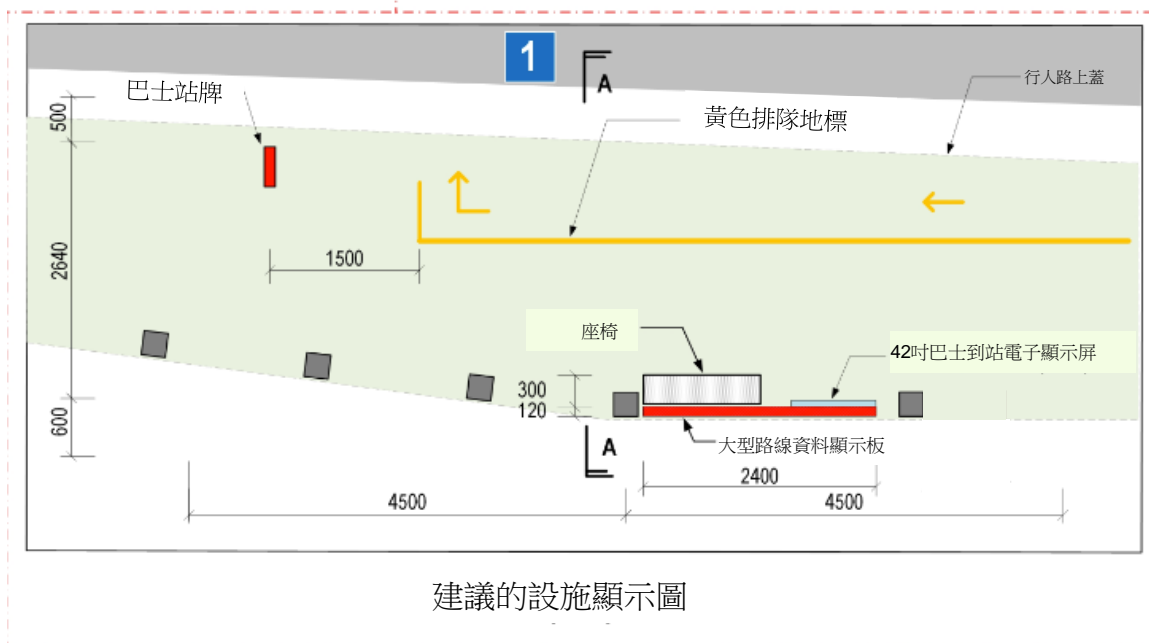 1
A
行人路上蓋
巴士站牌
黃色排隊地標
500
2640
1500
座椅
42吋巴士到站電子顯示屏
300
120
600
A
大型路線資料顯示板
2400
4500
4500
建議的設施顯示圖